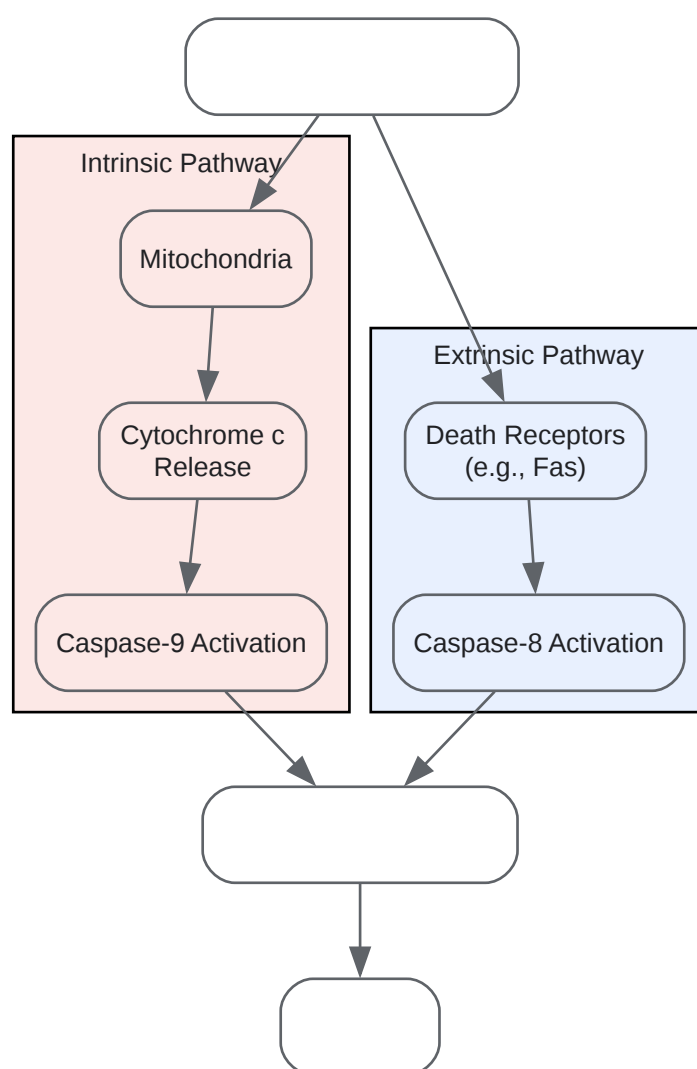 Intrinsic Pathway
Mitochondria
Cytochrome c
Release
Caspase-9 Activation
Extrinsic Pathway
Death Receptors
(e.g., Fas)
Caspase-8 Activation